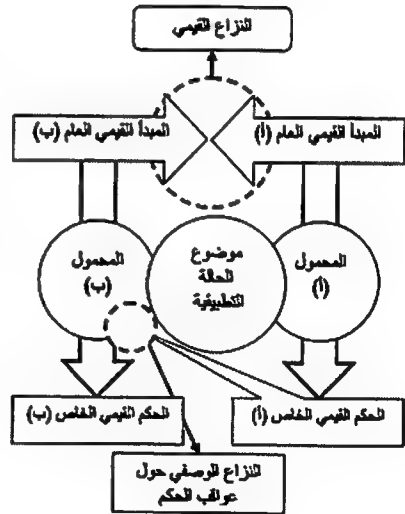 النزاع القيمي
المبدأ القيمي العام (أ)
المبدأ القيمي العام (ب)
المحمول
(أ)
موضوع
الحالة
التطبيقية
المحمول
(ب)
الحكم القيمي الخاص (أ)
الحكم القيمي الخاص (ب)
النزاع الوصفي حول
عواقب الحكم